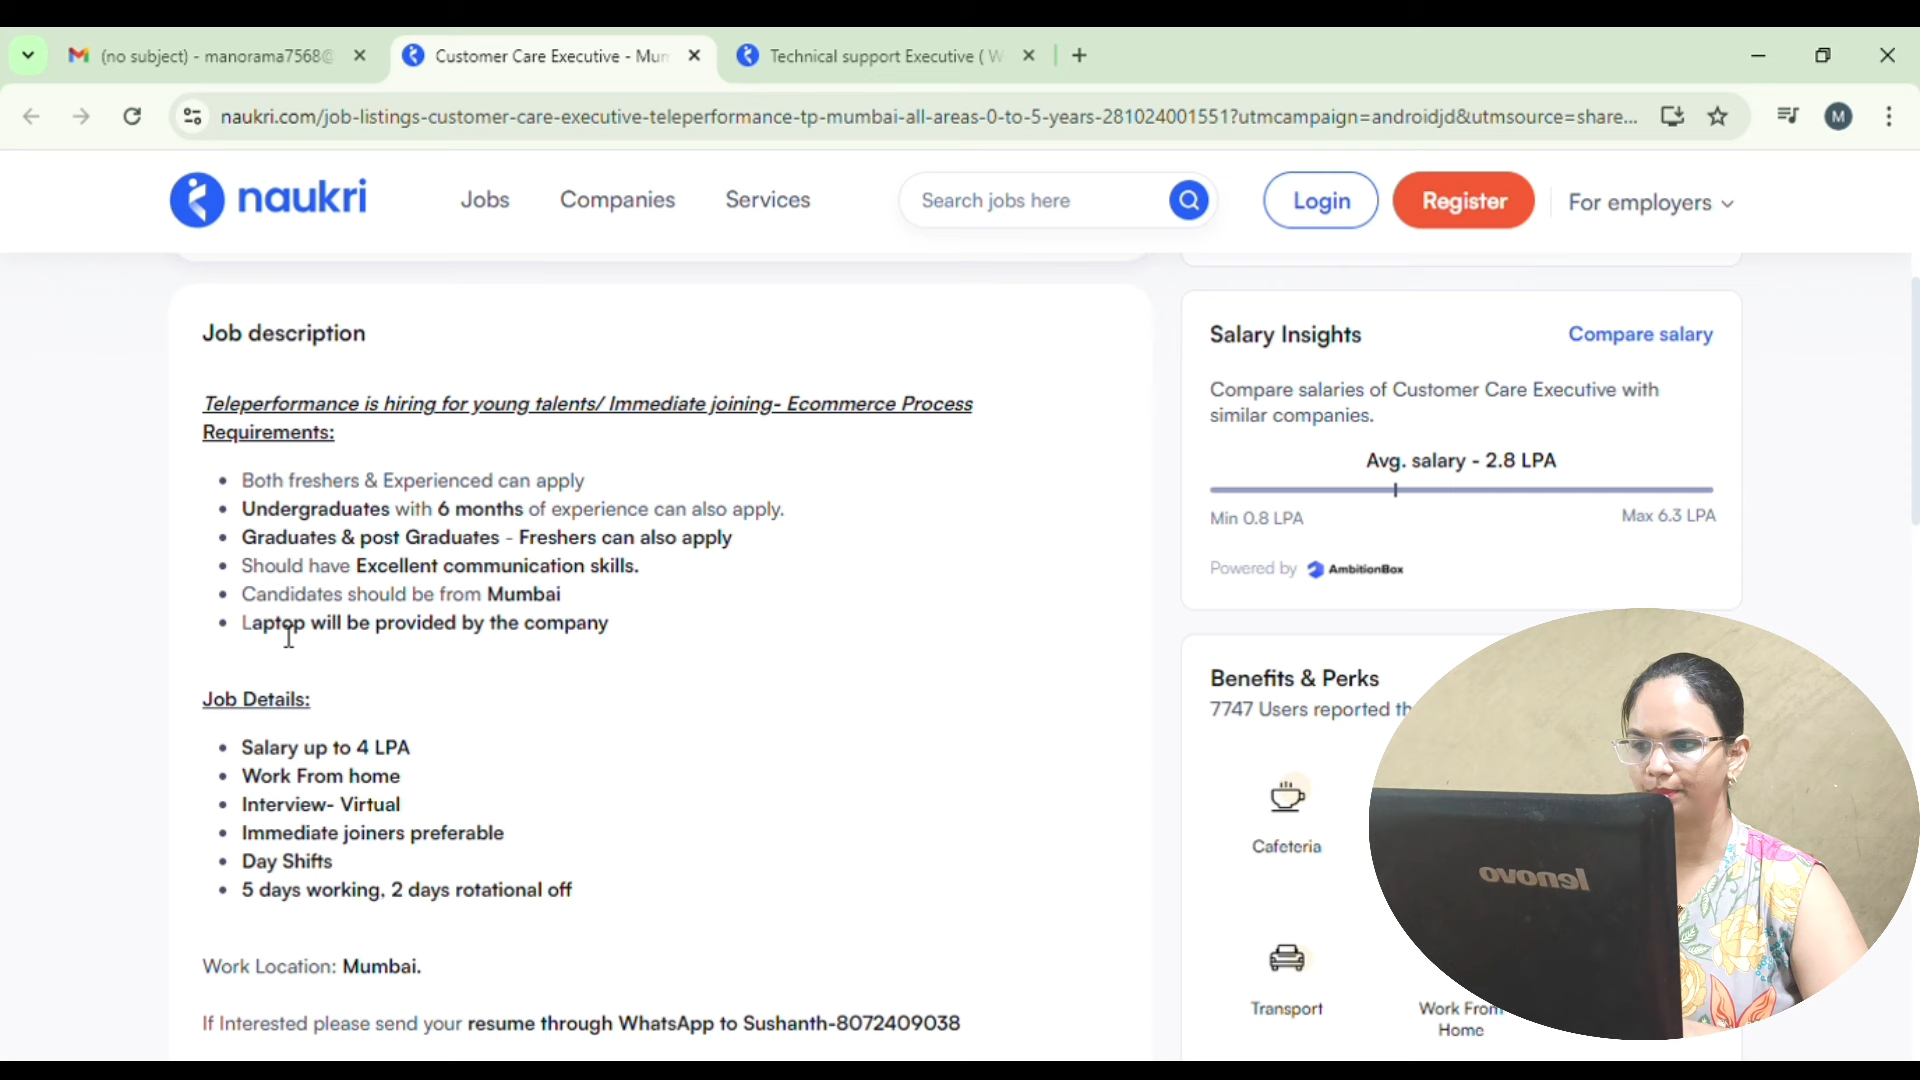 (no subject) - manorama7568@
Customer Care Executive - Mum
Technical support Executive ( W
naukri.com/job-listings-customer-care-executive-teleperformance-tp-mumbai-all-areas-0-to-5-years-281024001551?utmcampaign=androidjd&utmsource=share...
M
naukri
Jobs
Companies
Services
Search jobs here
Login
Register
For employers
Job description
Teleperformance is hiring for young talents/ Immediate joining- Ecommerce Process
Requirements:
Both freshers & Experienced can apply
Undergraduates with 6 months of experience can also apply.
Graduates & post Graduates - Freshers can also apply
Should have Excellent communication skills.
Candidates should be from Mumbai
Laptop will be provided by the company
Job Details:
Salary up to 4 LPA
Work From home
Interview- Virtual
Immediate joiners preferable
Day Shifts
5 days working, 2 days rotational off
Work Location: Mumbai.
If Interested please send your resume through WhatsApp to Sushanth-8072409038
Salary Insights
Compare salary
Compare salaries of Customer Care Executive with
similar companies.
Avg. salary - 2.8 LPA
Min 0.8 LPA
Max 6.3 LPA
Powered by AmbitionBox
Benefits & Perks
7747 Users reported th
Cafeteria
Transport
Work From
Home
lenovo